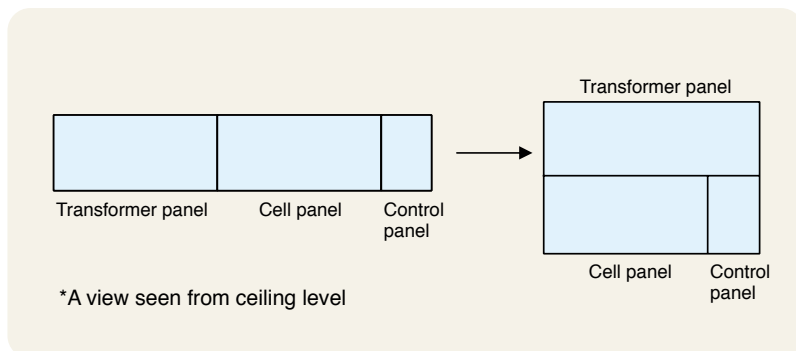 Transformer panel
Transformer panel
Cell panel
Control
panel
Cell panel
Control
panel
*A view seen from ceiling level